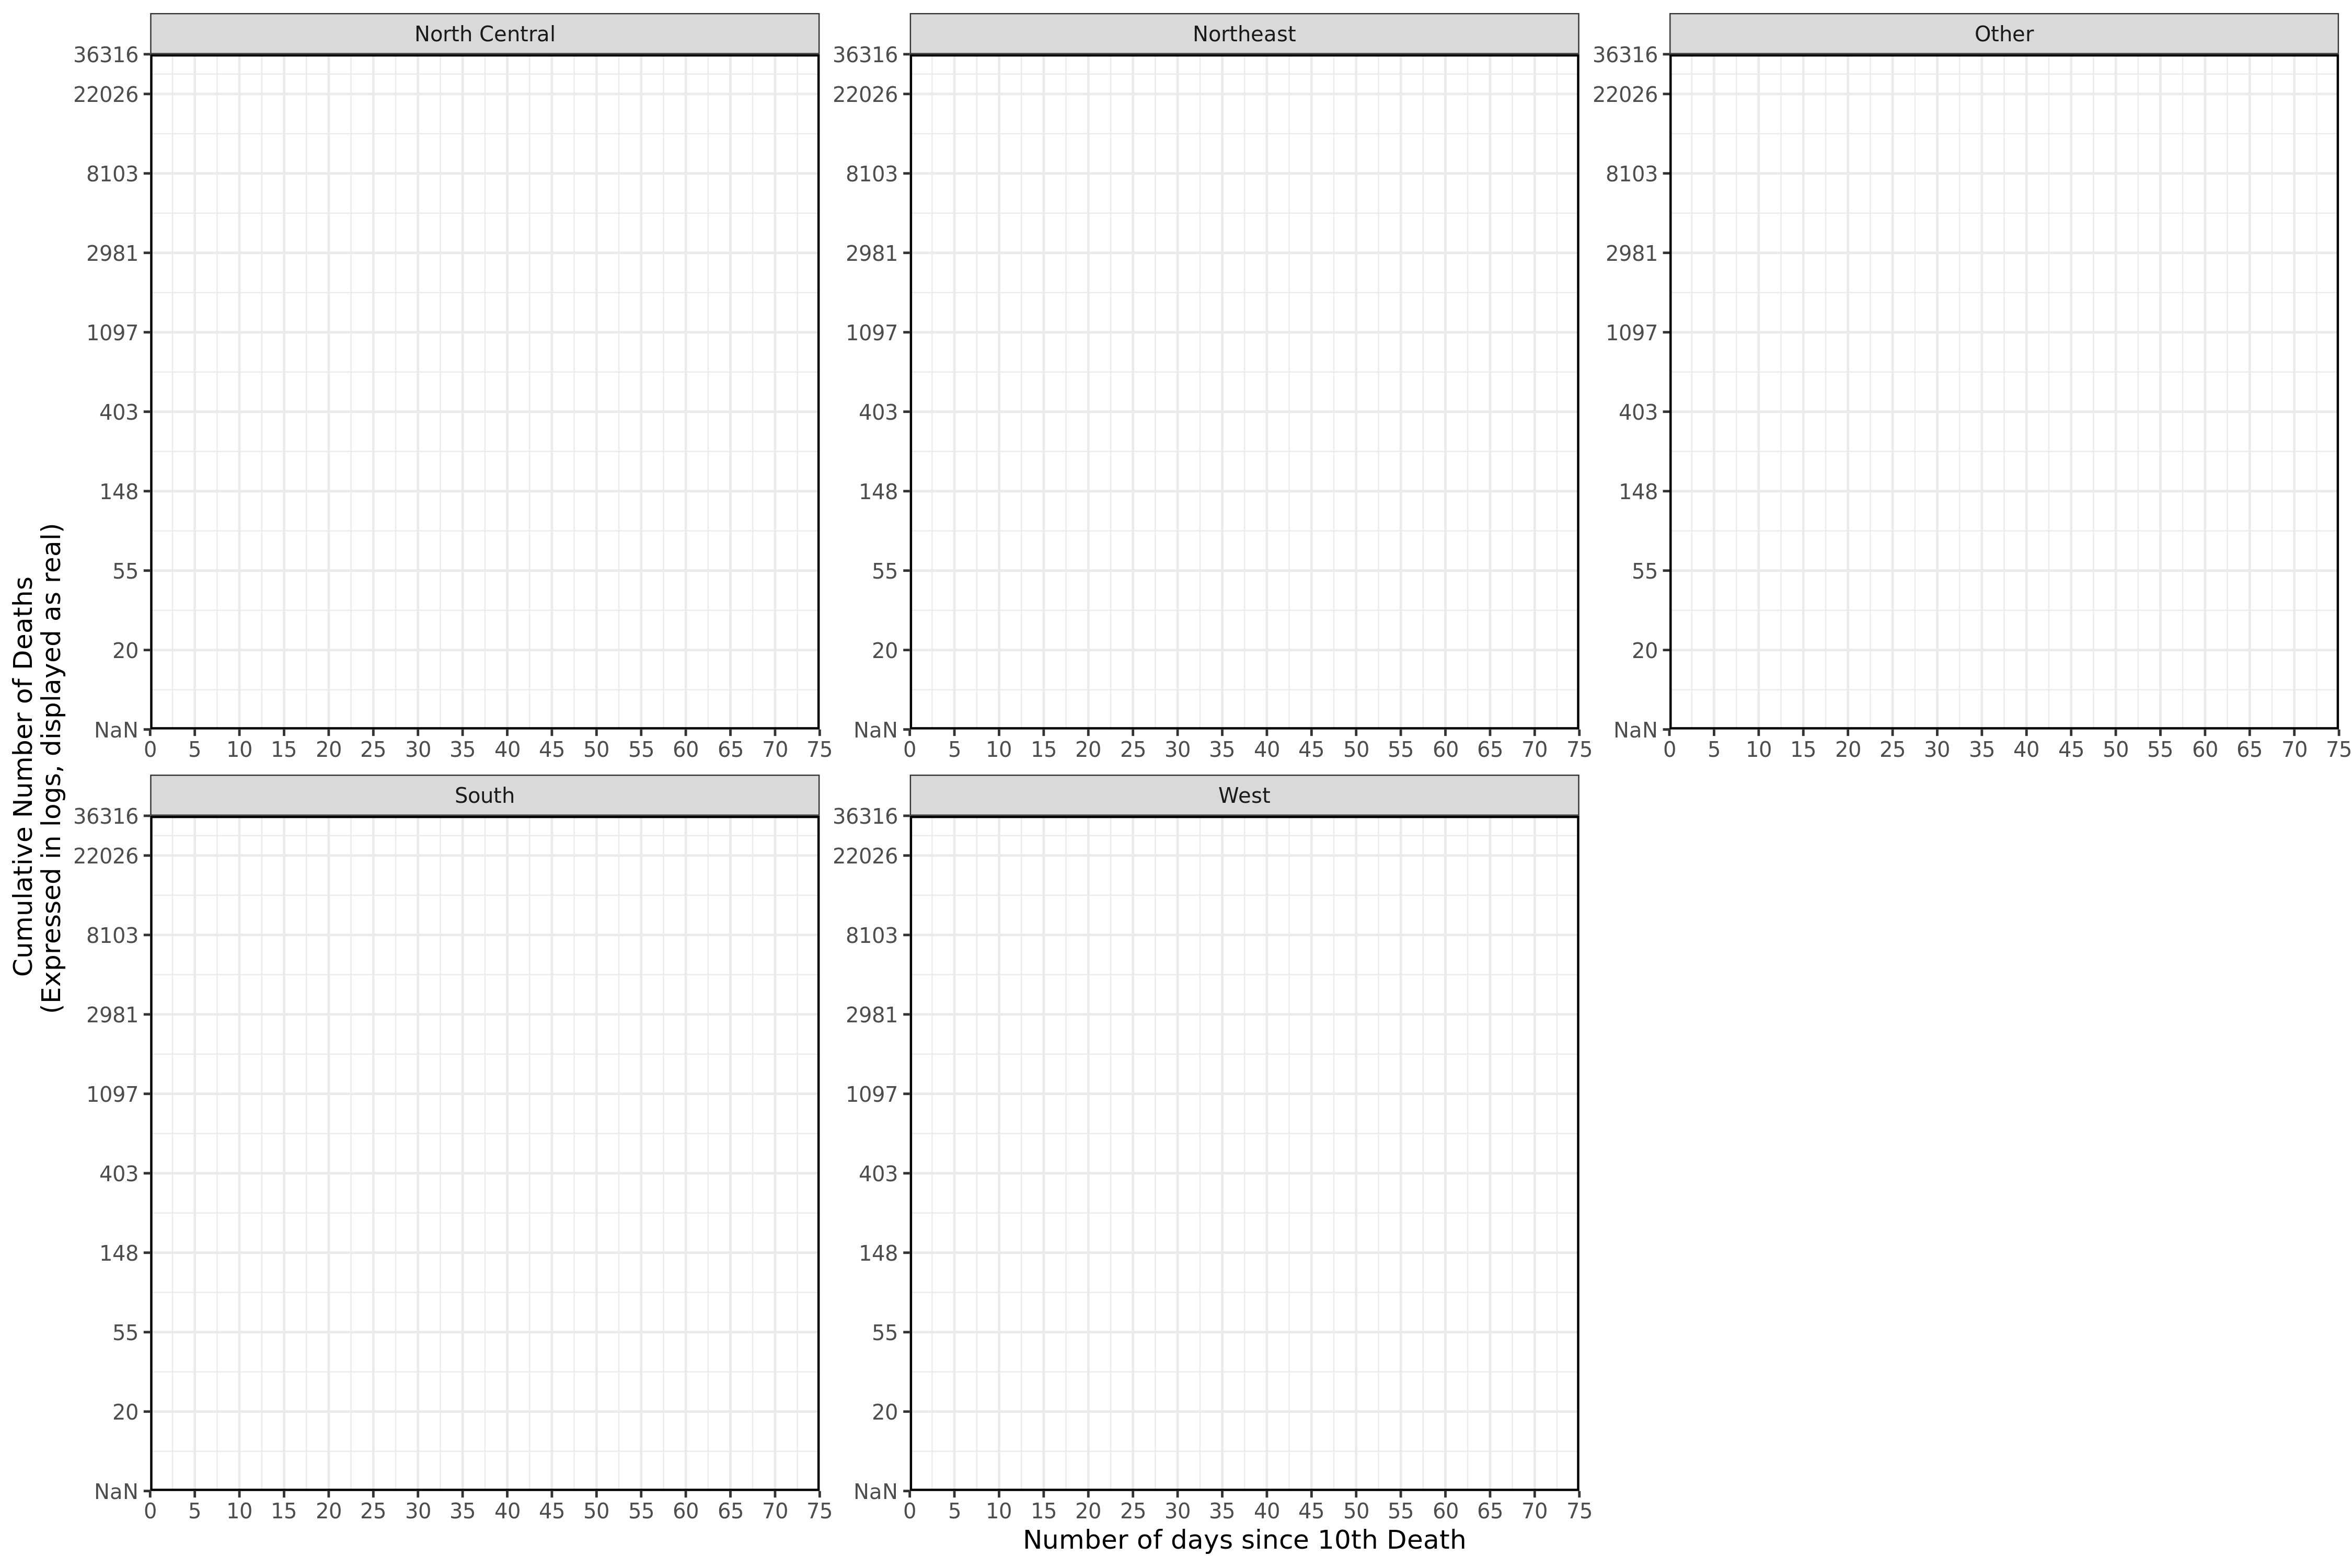 North Central
Northeast
Other
36316
22026
8103
2981
1097
403
148
55
20
NaN
0 5 10 15 20 25 30 35 40 45 50 55 60 65 70 75
36316
22026
8103
2981
1097
403
148
55
20
NaN
0 5 10 15 20 25 30 35 40 45 50 55 60 65 70 75
36316
22026
8103
2981
1097
403
148
55
20
NaN
0 5 10 15 20 25 30 35 40 45 50 55 60 65 70 75
South
West
36316
22026
8103
2981
1097
403
148
55
20
NaN
0 5 10 15 20 25 30 35 40 45 50 55 60 65 70 75
36316
22026
8103
2981
1097
403
148
55
20
NaN
0 5 10 15 20 25 30 35 40 45 50 55 60 65 70 75
Cumulative Number of Deaths
(Expressed in logs, displayed as real)
Number of days since 10th Death